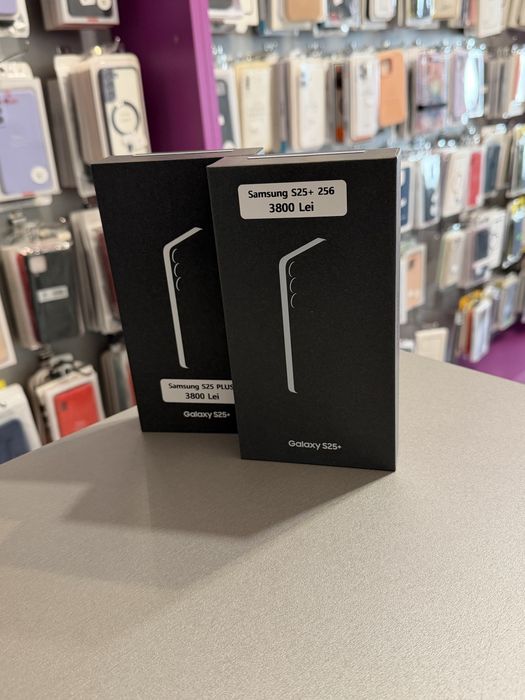 Samsung S25+ 256
3800 Lei
Galaxy S25+
Samsung S25 PLUS
3800 Lei
Galaxy S25+